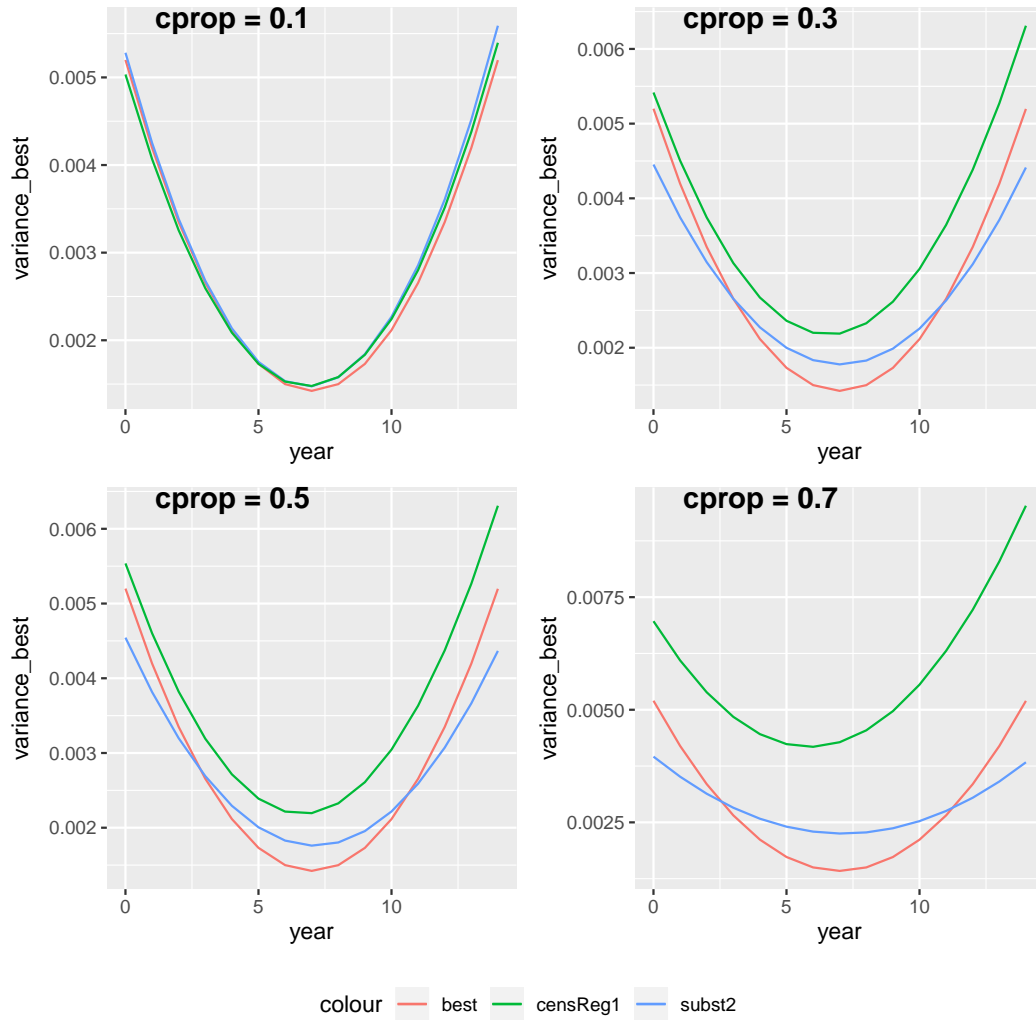 cprop = 0.1
variance_best
0.005
0.004
0.003
0.002
0
5
10
year
cprop = 0.3
variance_best
0.006
0.005
0.004
0.003
0.002
0
5
10
year
cprop = 0.5
variance_best
0.006
0.005
0.004
0.003
0.002
0
5
10
year
cprop = 0.7
variance_best
0.0075
0.0050
0.0025
0
5
10
year
colour best censReg1 subst2